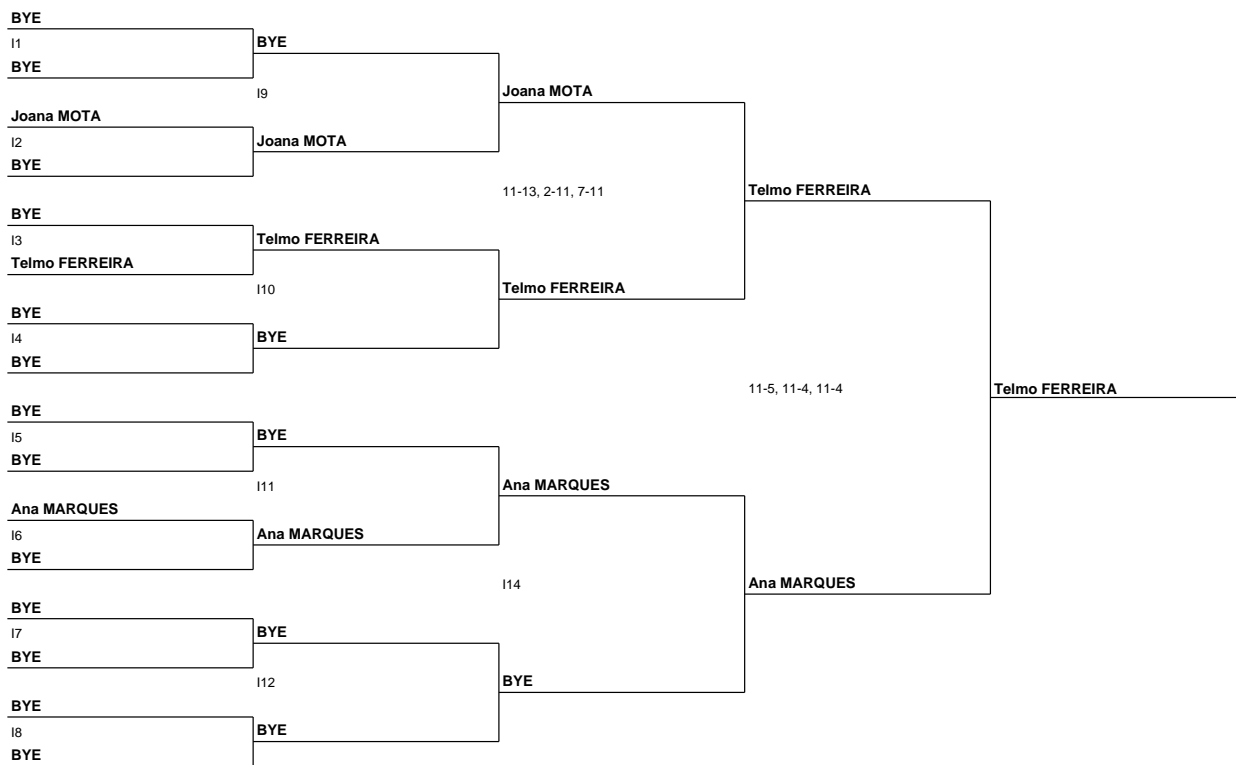 BYE
I1
BYE
BYE
I9
Joana MOTA
Joana MOTA
I2
Joana MOTA
BYE
11-13, 2-11, 7-11
Telmo FERREIRA
BYE
I3
Telmo FERREIRA
Telmo FERREIRA
I10
Telmo FERREIRA
BYE
I4
BYE
BYE
11-5, 11-4, 11-4
Telmo FERREIRA
BYE
I5
BYE
BYE
I11
Ana MARQUES
Ana MARQUES
I6
Ana MARQUES
BYE
I14
Ana MARQUES
BYE
I7
BYE
BYE
I12
BYE
BYE
I8
BYE
BYE